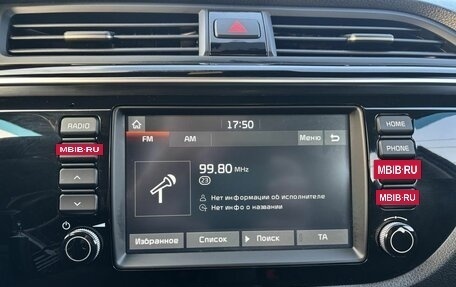 RADIO
MBIB-RU
17:50
FM AM Меню
99.80 MHz
23
Нет информации об исполнителе
Нет инфо о названии
Избранное Список Поиск TA
HOME
PHONE
MBIB-RU
MBIB-RU